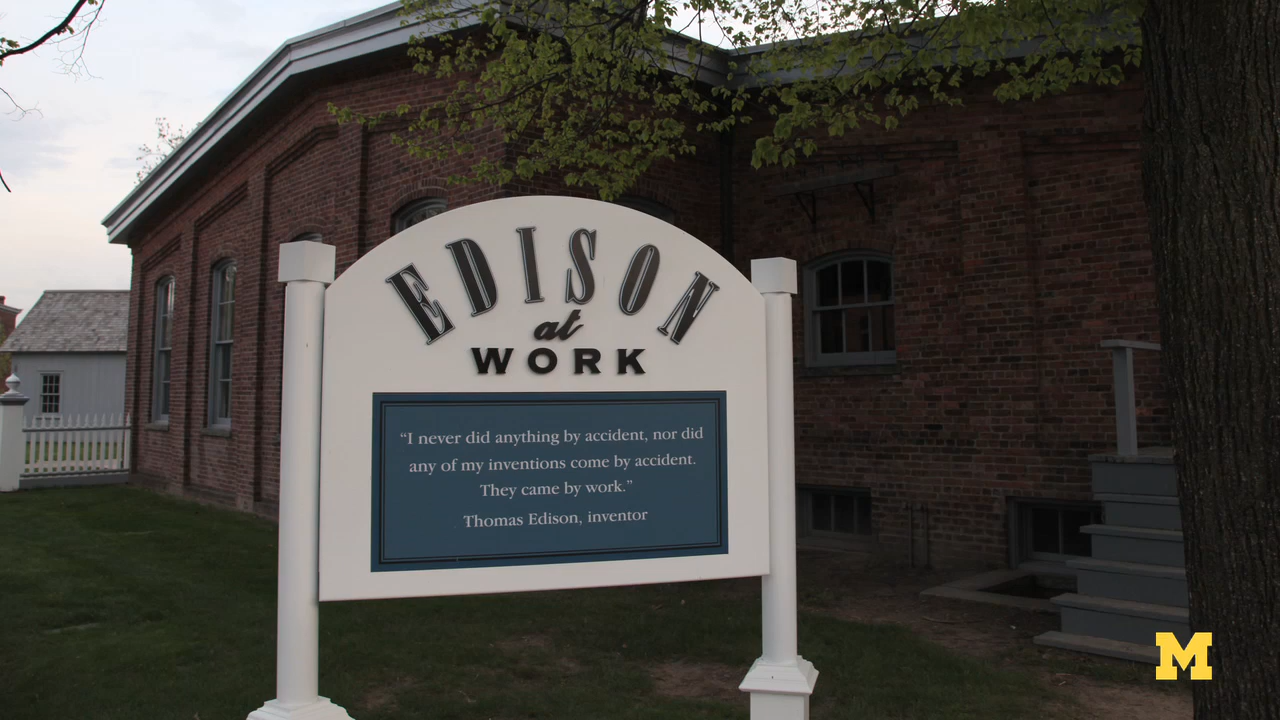 EDISON
at
WORK
“I never did anything by accident, nor did
any of my inventions come by accident.
They came by work.”
Thomas Edison, inventor
M